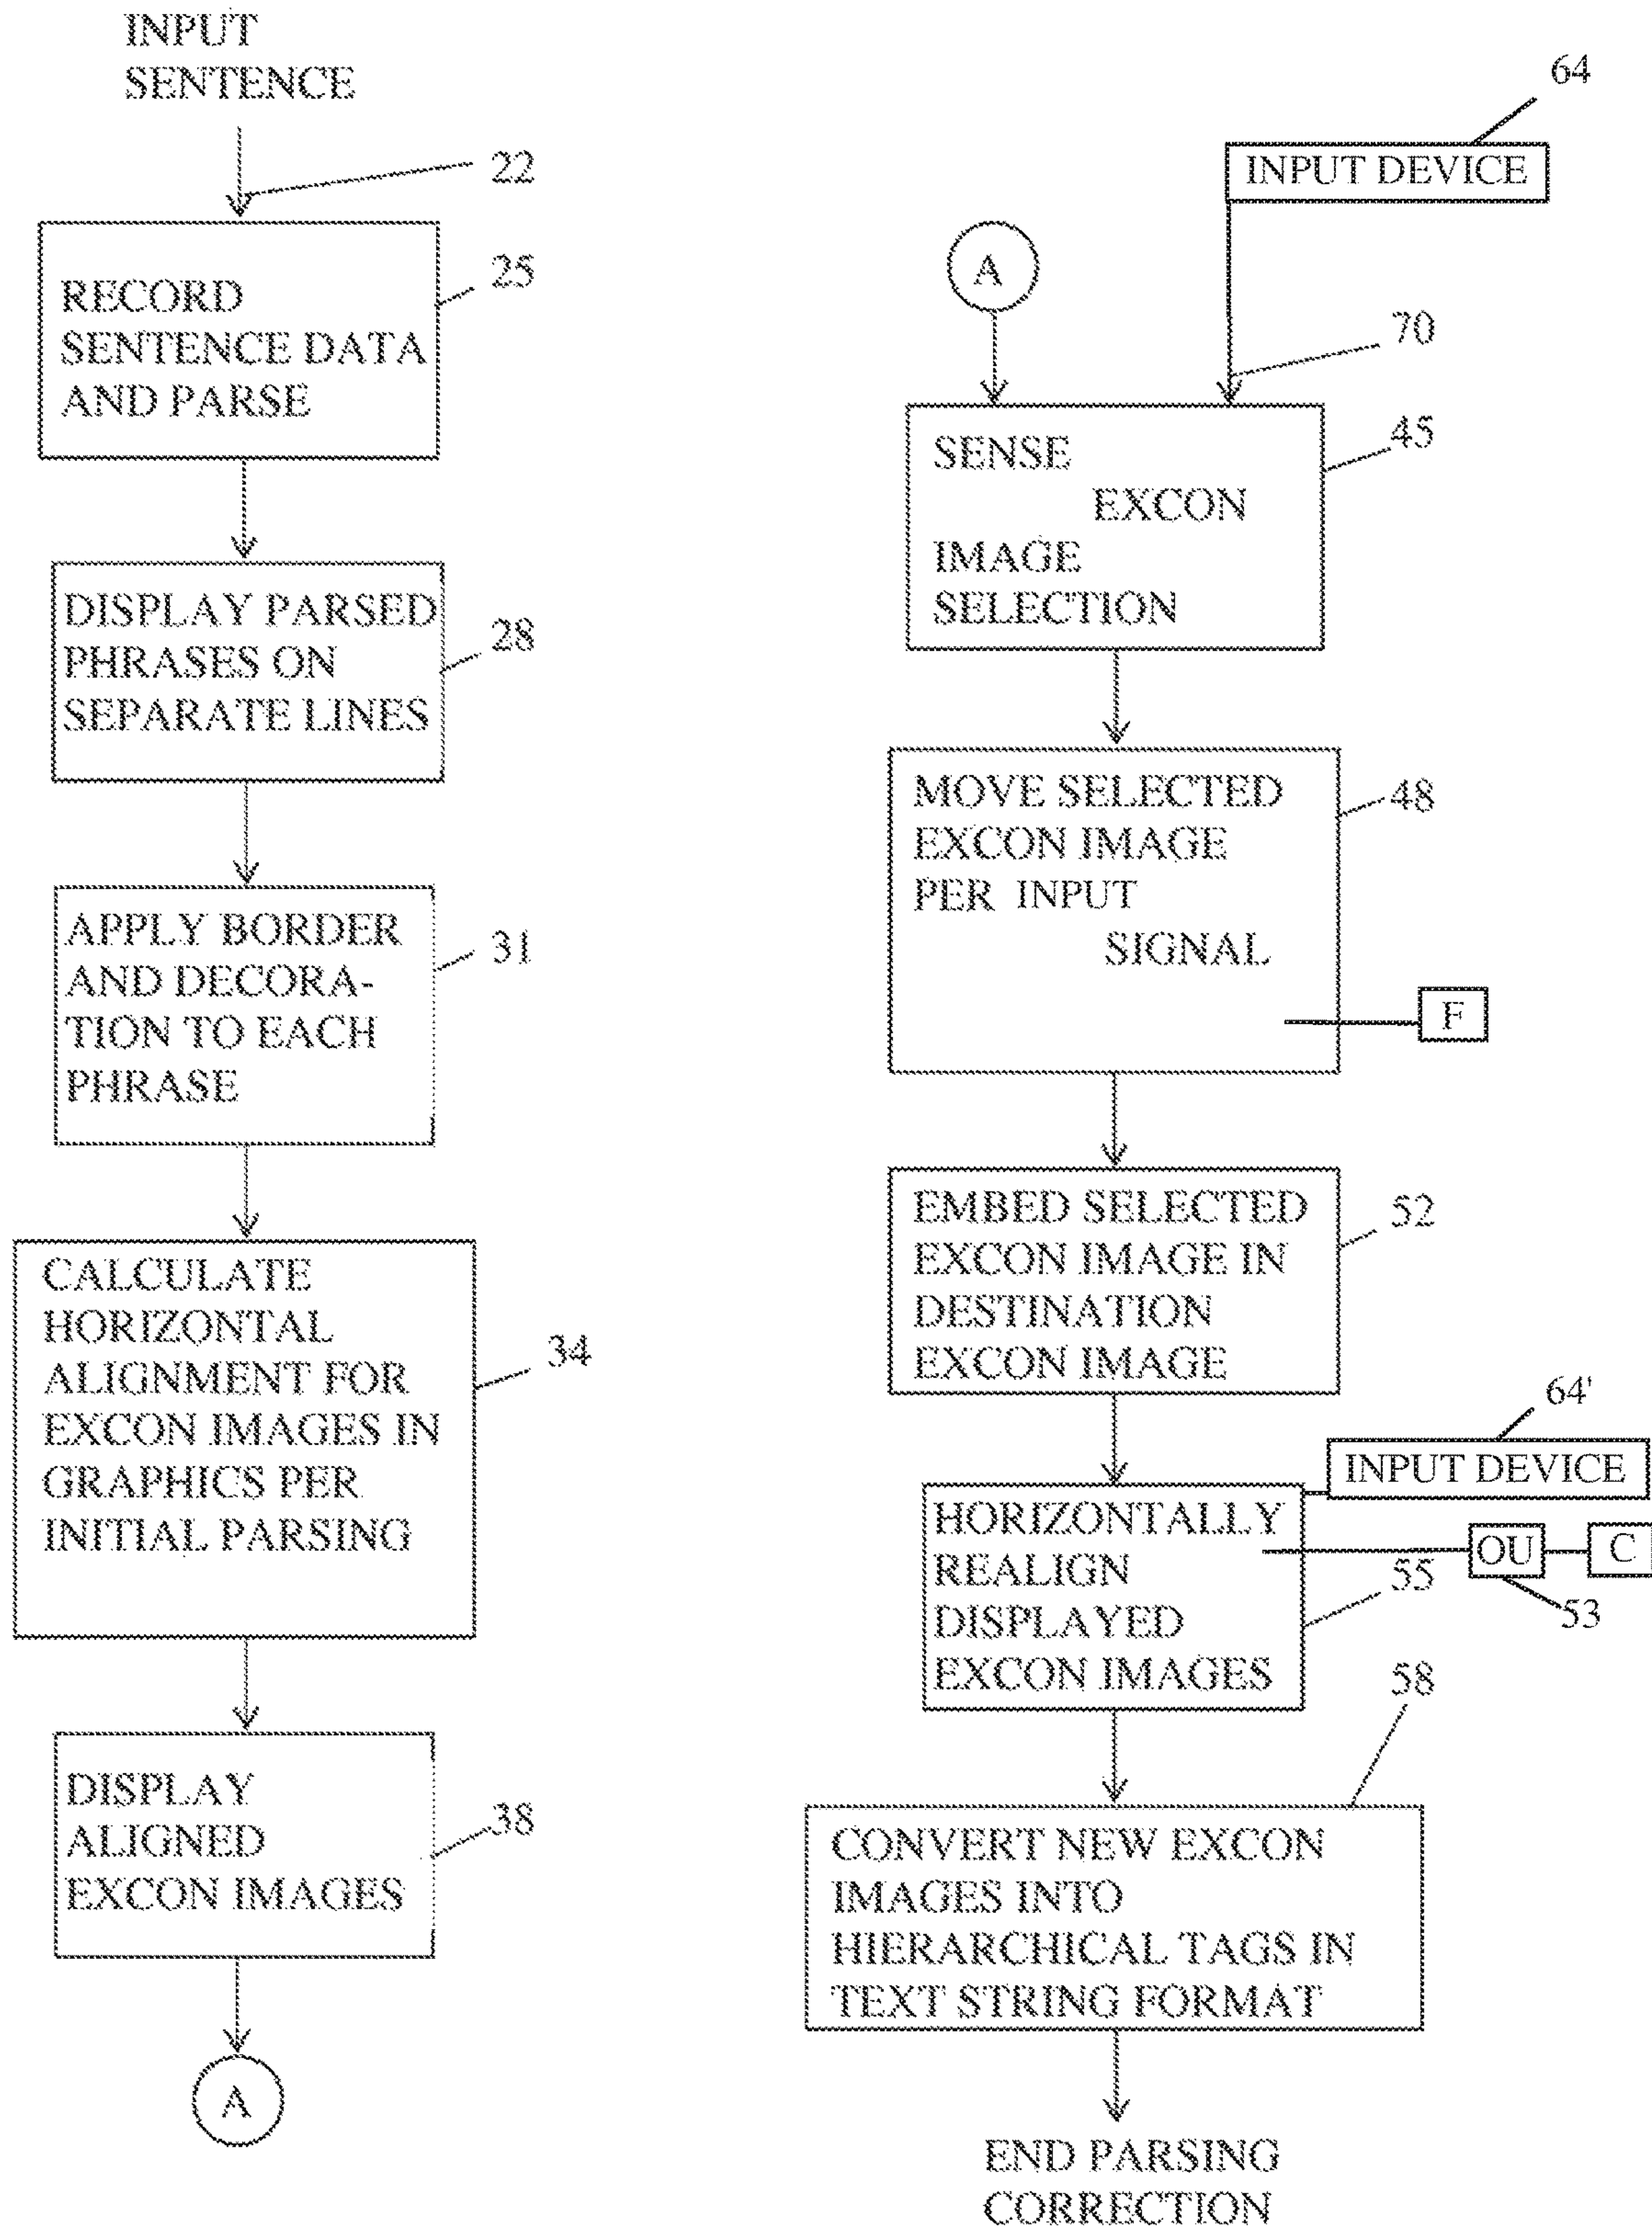 INPUT
SENTENCE
22
RECORD
SENTENCE DATA
AND PARSE
25
DISPLAY PARSED
PHRASES ON
SEPARATE LINES
28
APPLY BORDER
AND DECORA-
TION TO EACH
PHRASE
31
CALCULATE
HORIZONTAL
ALIGNMENT FOR
EXCON IMAGES IN
GRAPHICS PER
INITIAL PARSING
34
DISPLAY
ALIGNED
EXCON IMAGES
38
A
64
INPUT DEVICE
A
70
SENSE
EXCON
IMAGE
SELECTION
45
MOVE SELECTED
EXCON IMAGE
PER INPUT
SIGNAL
48
F
EMBED SELECTED
EXCON IMAGE IN
DESTINATION
EXCON IMAGE
52
64'
INPUT DEVICE
HORIZONTALLY
REALIGN
DISPLAYED
EXCON IMAGES
OU
C
53
55
58
CONVERT NEW EXCON
IMAGES INTO
HIERARCHICAL TAGS IN
TEXT STRING FORMAT
END PARSING
CORRECTION